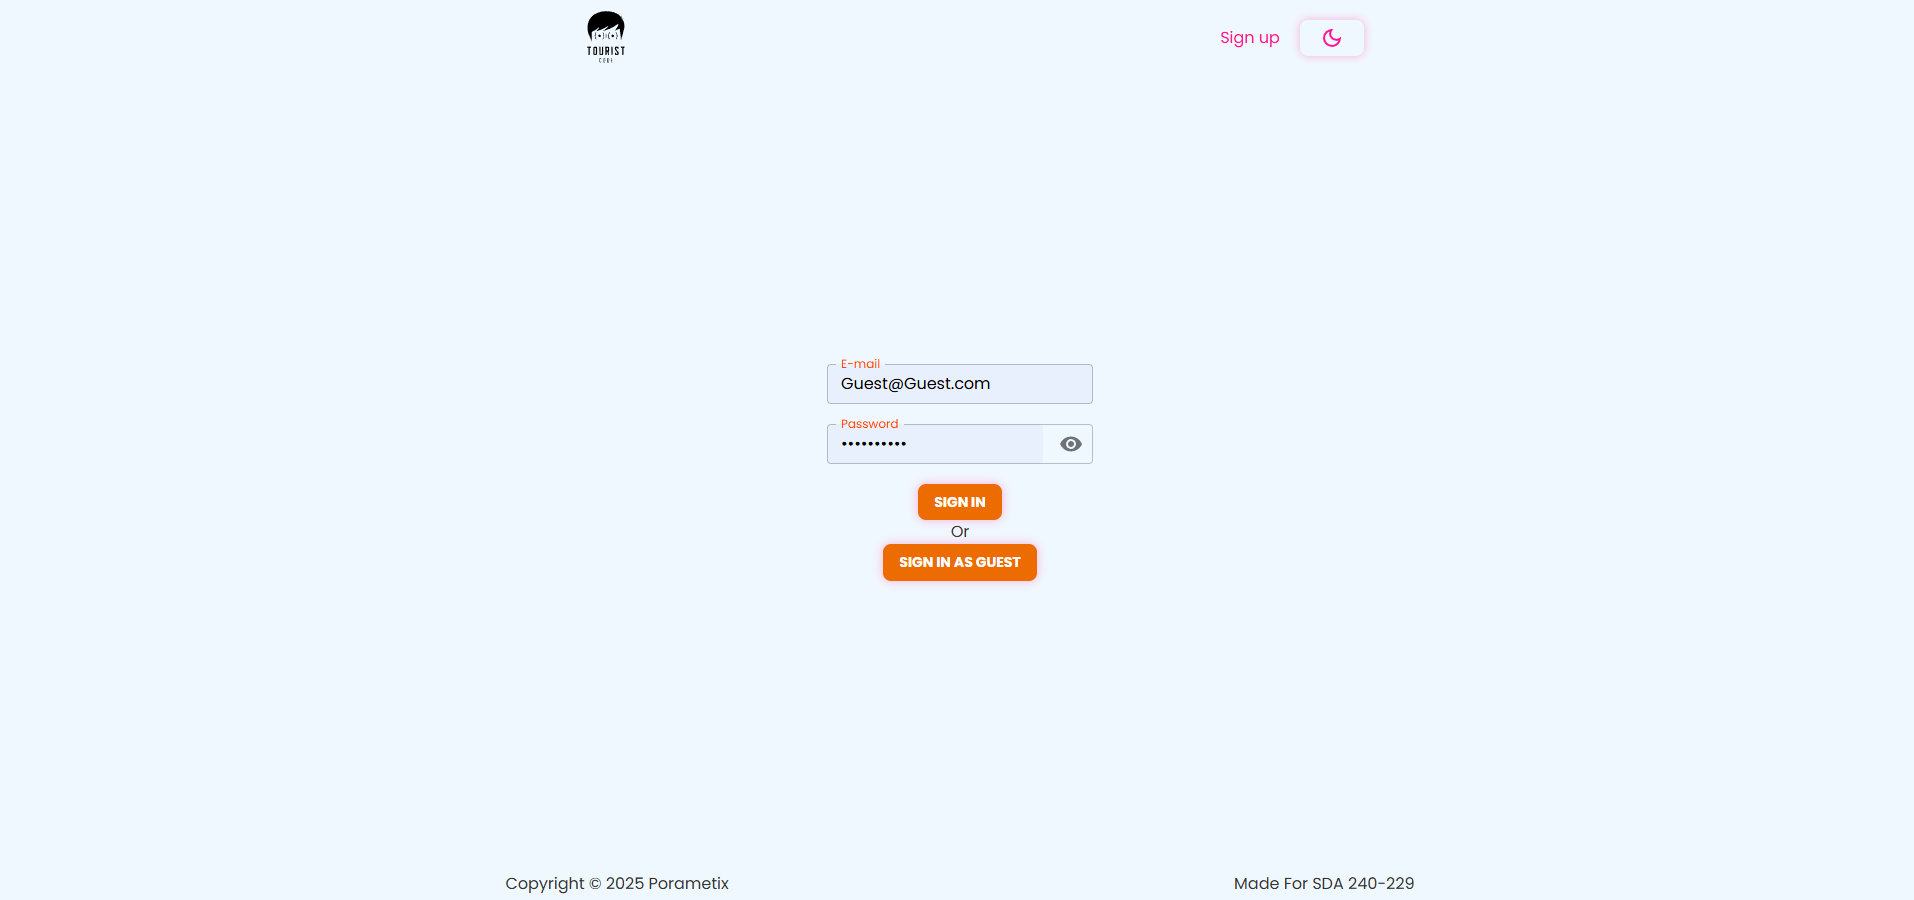 TOURIST
CODE
Sign up
E-mail
Guest@Guest.com
Password
••••••••••
SIGN IN
Or
SIGN IN AS GUEST
Copyright © 2025 Porametix
Made For SDA 240-229